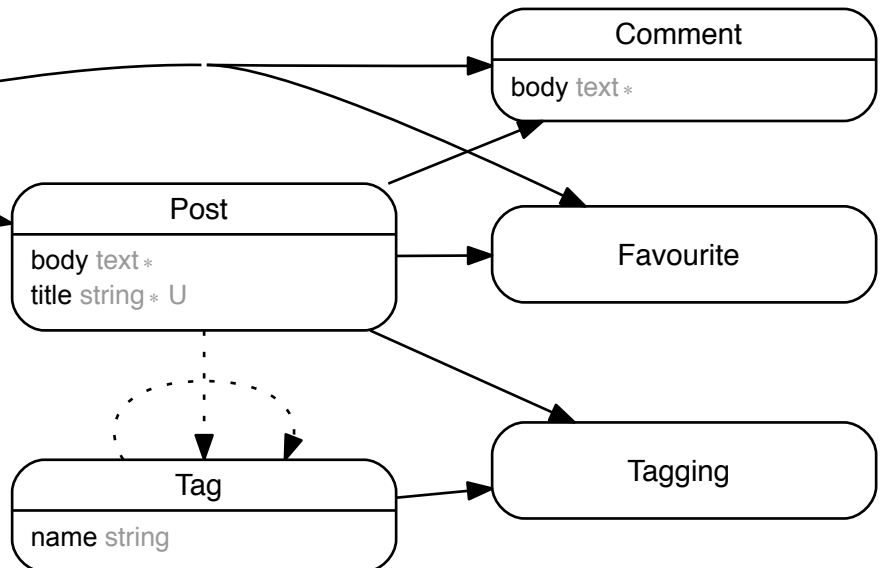 Comment
body text*
Post
body text*
title string* U
Favourite
Tagging
Tag
name string